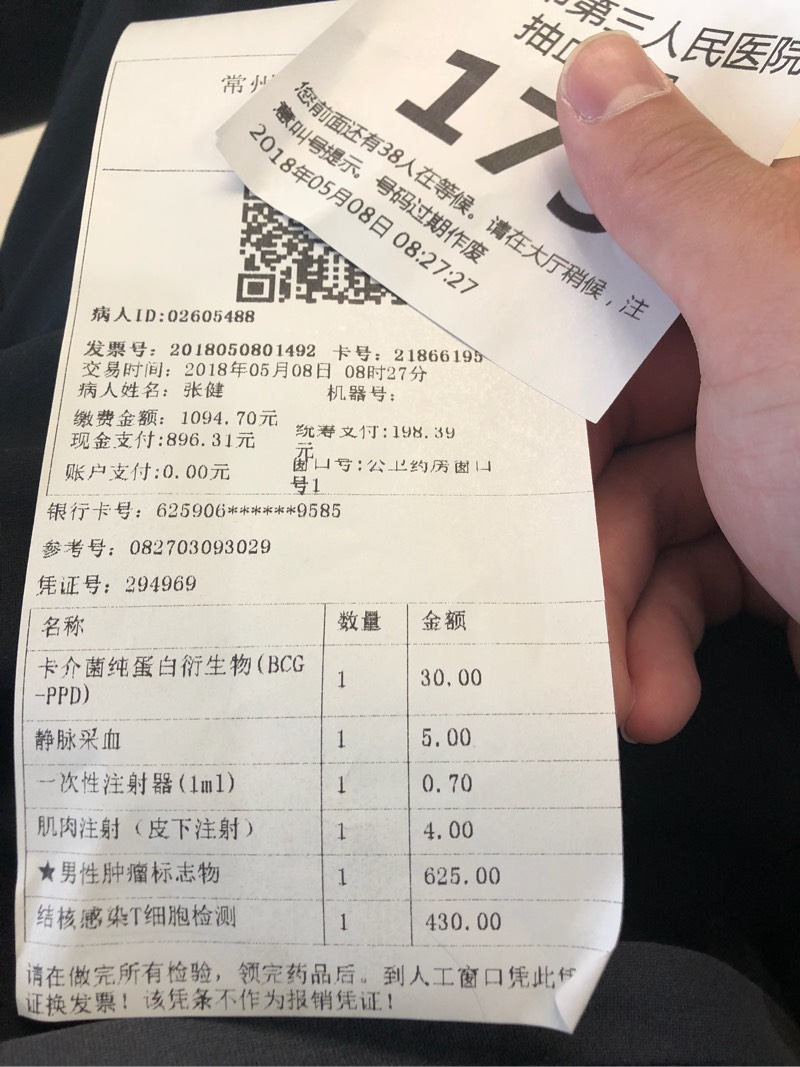 第三人民医院
抽
17
您前面还有38人在等候。请在大厅稍候，注
意叫号提示。号码过期作废
2018年05月08日 08:27:27
常州
病人ID:02605488
发票号：2018050801492 卡号：21866195
交易时间：2018年05月08日 08时27分
病人姓名：张健 机器号：
缴费金额：1094.70元
现金支付:896.31元 统筹支付:198.39
元
账户支付:0.00元 窗口号:公卫药房窗口
号1
银行卡号：625906******9585
参考号：082703093029
凭证号：294969
名称 数量 金额
卡介菌纯蛋白衍生物(BCG
-PPD) 1 30.00
静脉采血 1 5.00
一次性注射器(1ml) 1 0.70
肌肉注射（皮下注射） 1 4.00
★男性肿瘤标志物 1 625.00
结核感染T细胞检测 1 430.00
请在做完所有检验，领完药品后。到人工窗口凭此凭
证换发票！该凭条不作为报销凭证！